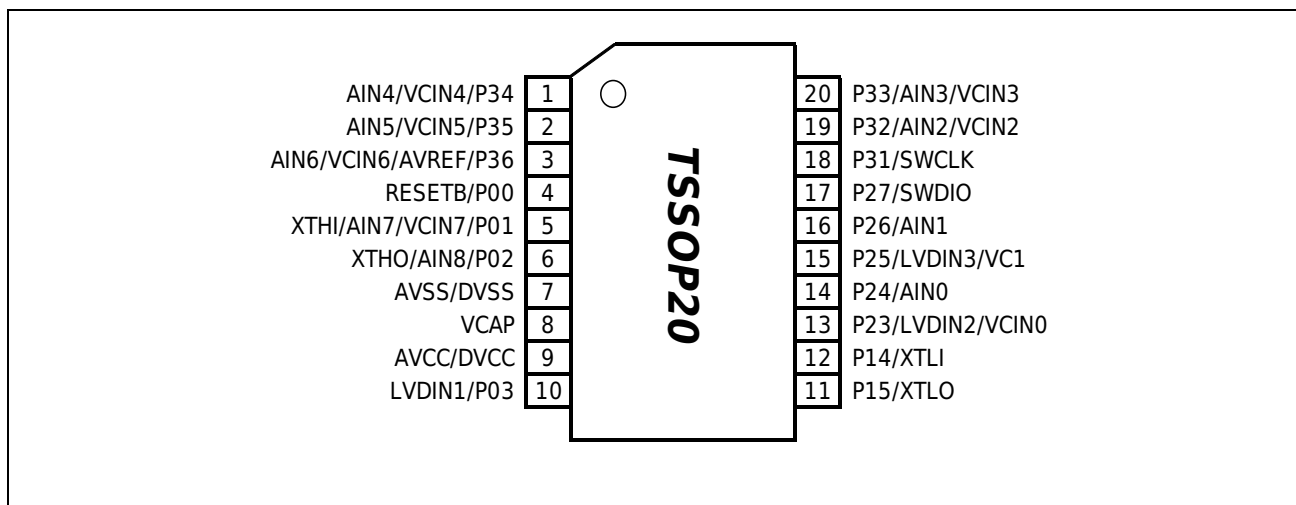 AIN4/VCIN4/P34 1
AIN5/VCIN5/P35 2
AIN6/VCIN6/AVREF/P36 3
RESETB/P00 4
XTHI/AIN7/VCIN7/P01 5
XTHO/AIN8/P02 6
AVSS/DVSS 7
VCAP 8
AVCC/DVCC 9
LVDIN1/P03 10
TSSOP20
20 P33/AIN3/VCIN3
19 P32/AIN2/VCIN2
18 P31/SWCLK
17 P27/SWDIO
16 P26/AIN1
15 P25/LVDIN3/VC1
14 P24/AIN0
13 P23/LVDIN2/VCIN0
12 P14/XTLI
11 P15/XTLO